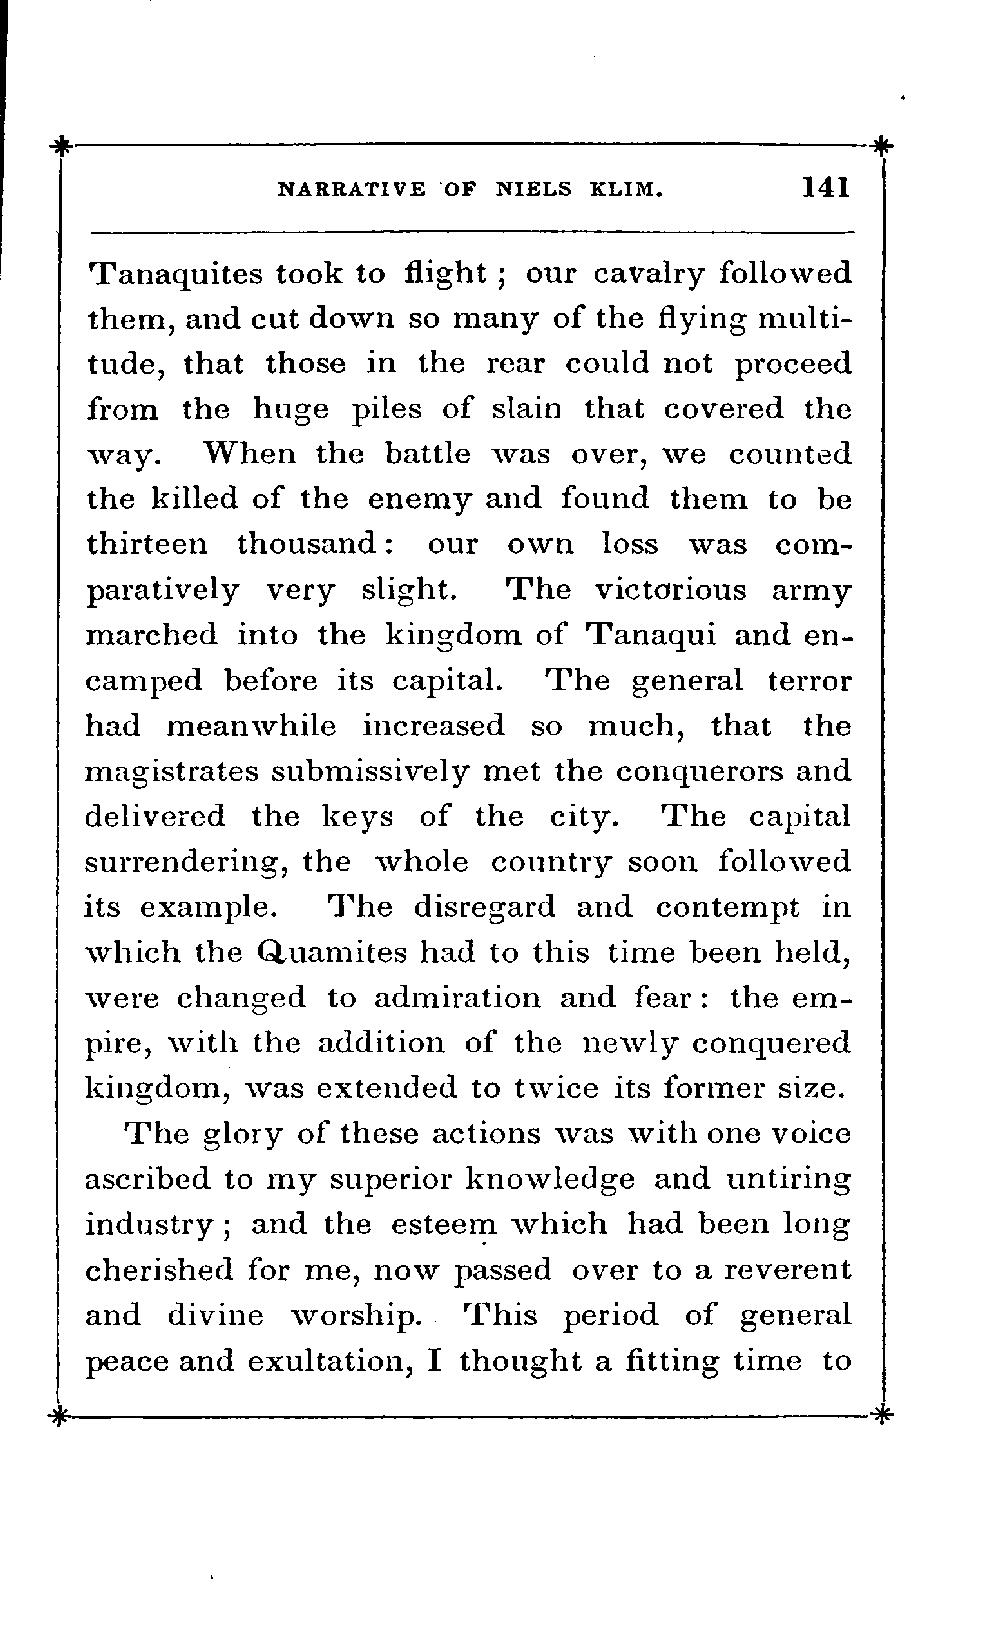 NARRATIVE OF NIELS KLIM. 141
Tanaquites took to flight ; our cavalry followed
them, and cut down so many of the flying multi-
tude, that those in the rear could not proceed
from the huge piles of slain that covered the
way. When the battle was over, we counted
the killed of the enemy and found them to be
thirteen thousand : our own loss was com-
paratively very slight. The victorious army
marched into the kingdom of Tanaqui and en-
camped before its capital. The general terror
had meanwhile increased so much, that the
magistrates submissively met the conquerors and
delivered the keys of the city. The capital
surrendering, the whole country soon followed
its example. The disregard and contempt in
which the Quamites had to this time been held,
were changed to admiration and fear : the em-
pire, with the addition of the newly conquered
kingdom, was extended to twice its former size.
The glory of these actions was with one voice
ascribed to my superior knowledge and untiring
industry ; and the esteem which had been long
cherished for me, now passed over to a reverent
and divine worship. This period of general
peace and exultation, I thought a fitting time to